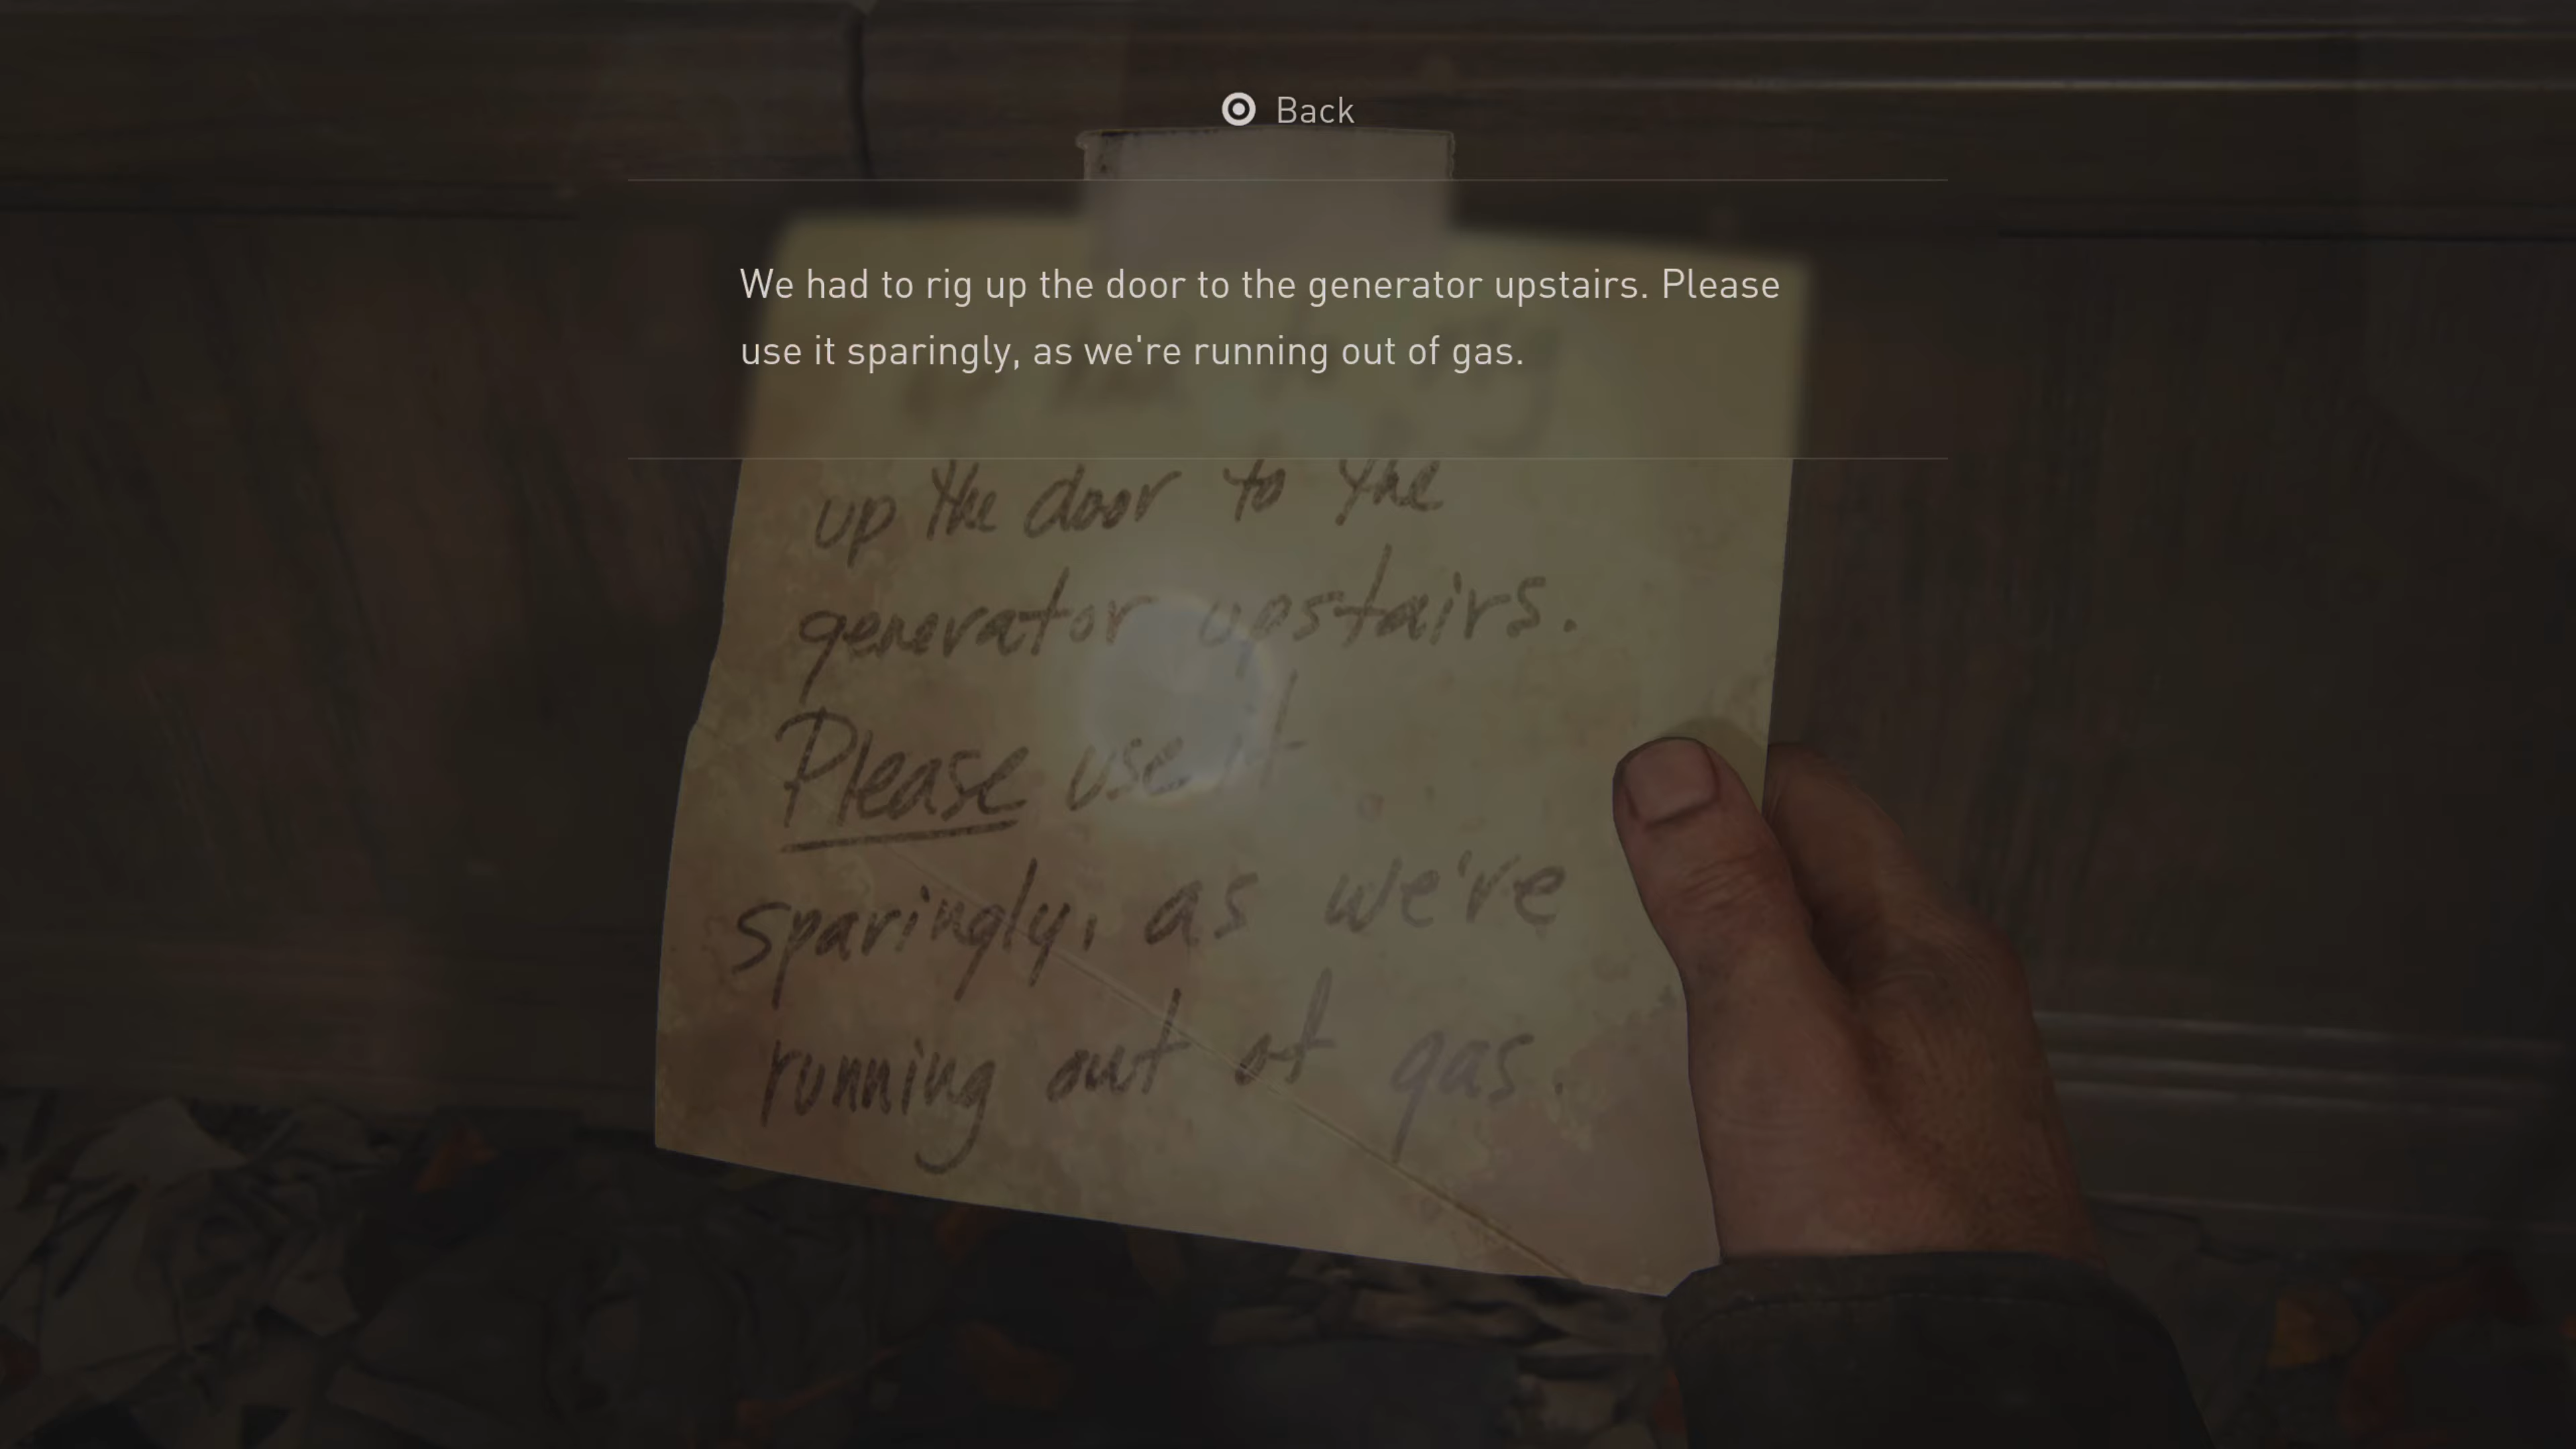 Back
We had to rig up the door to the generator upstairs. Please
use it sparingly, as we're running out of gas.
up the door to the
generator upstairs.
Please use it
sparingly, as we're
running out of gas.